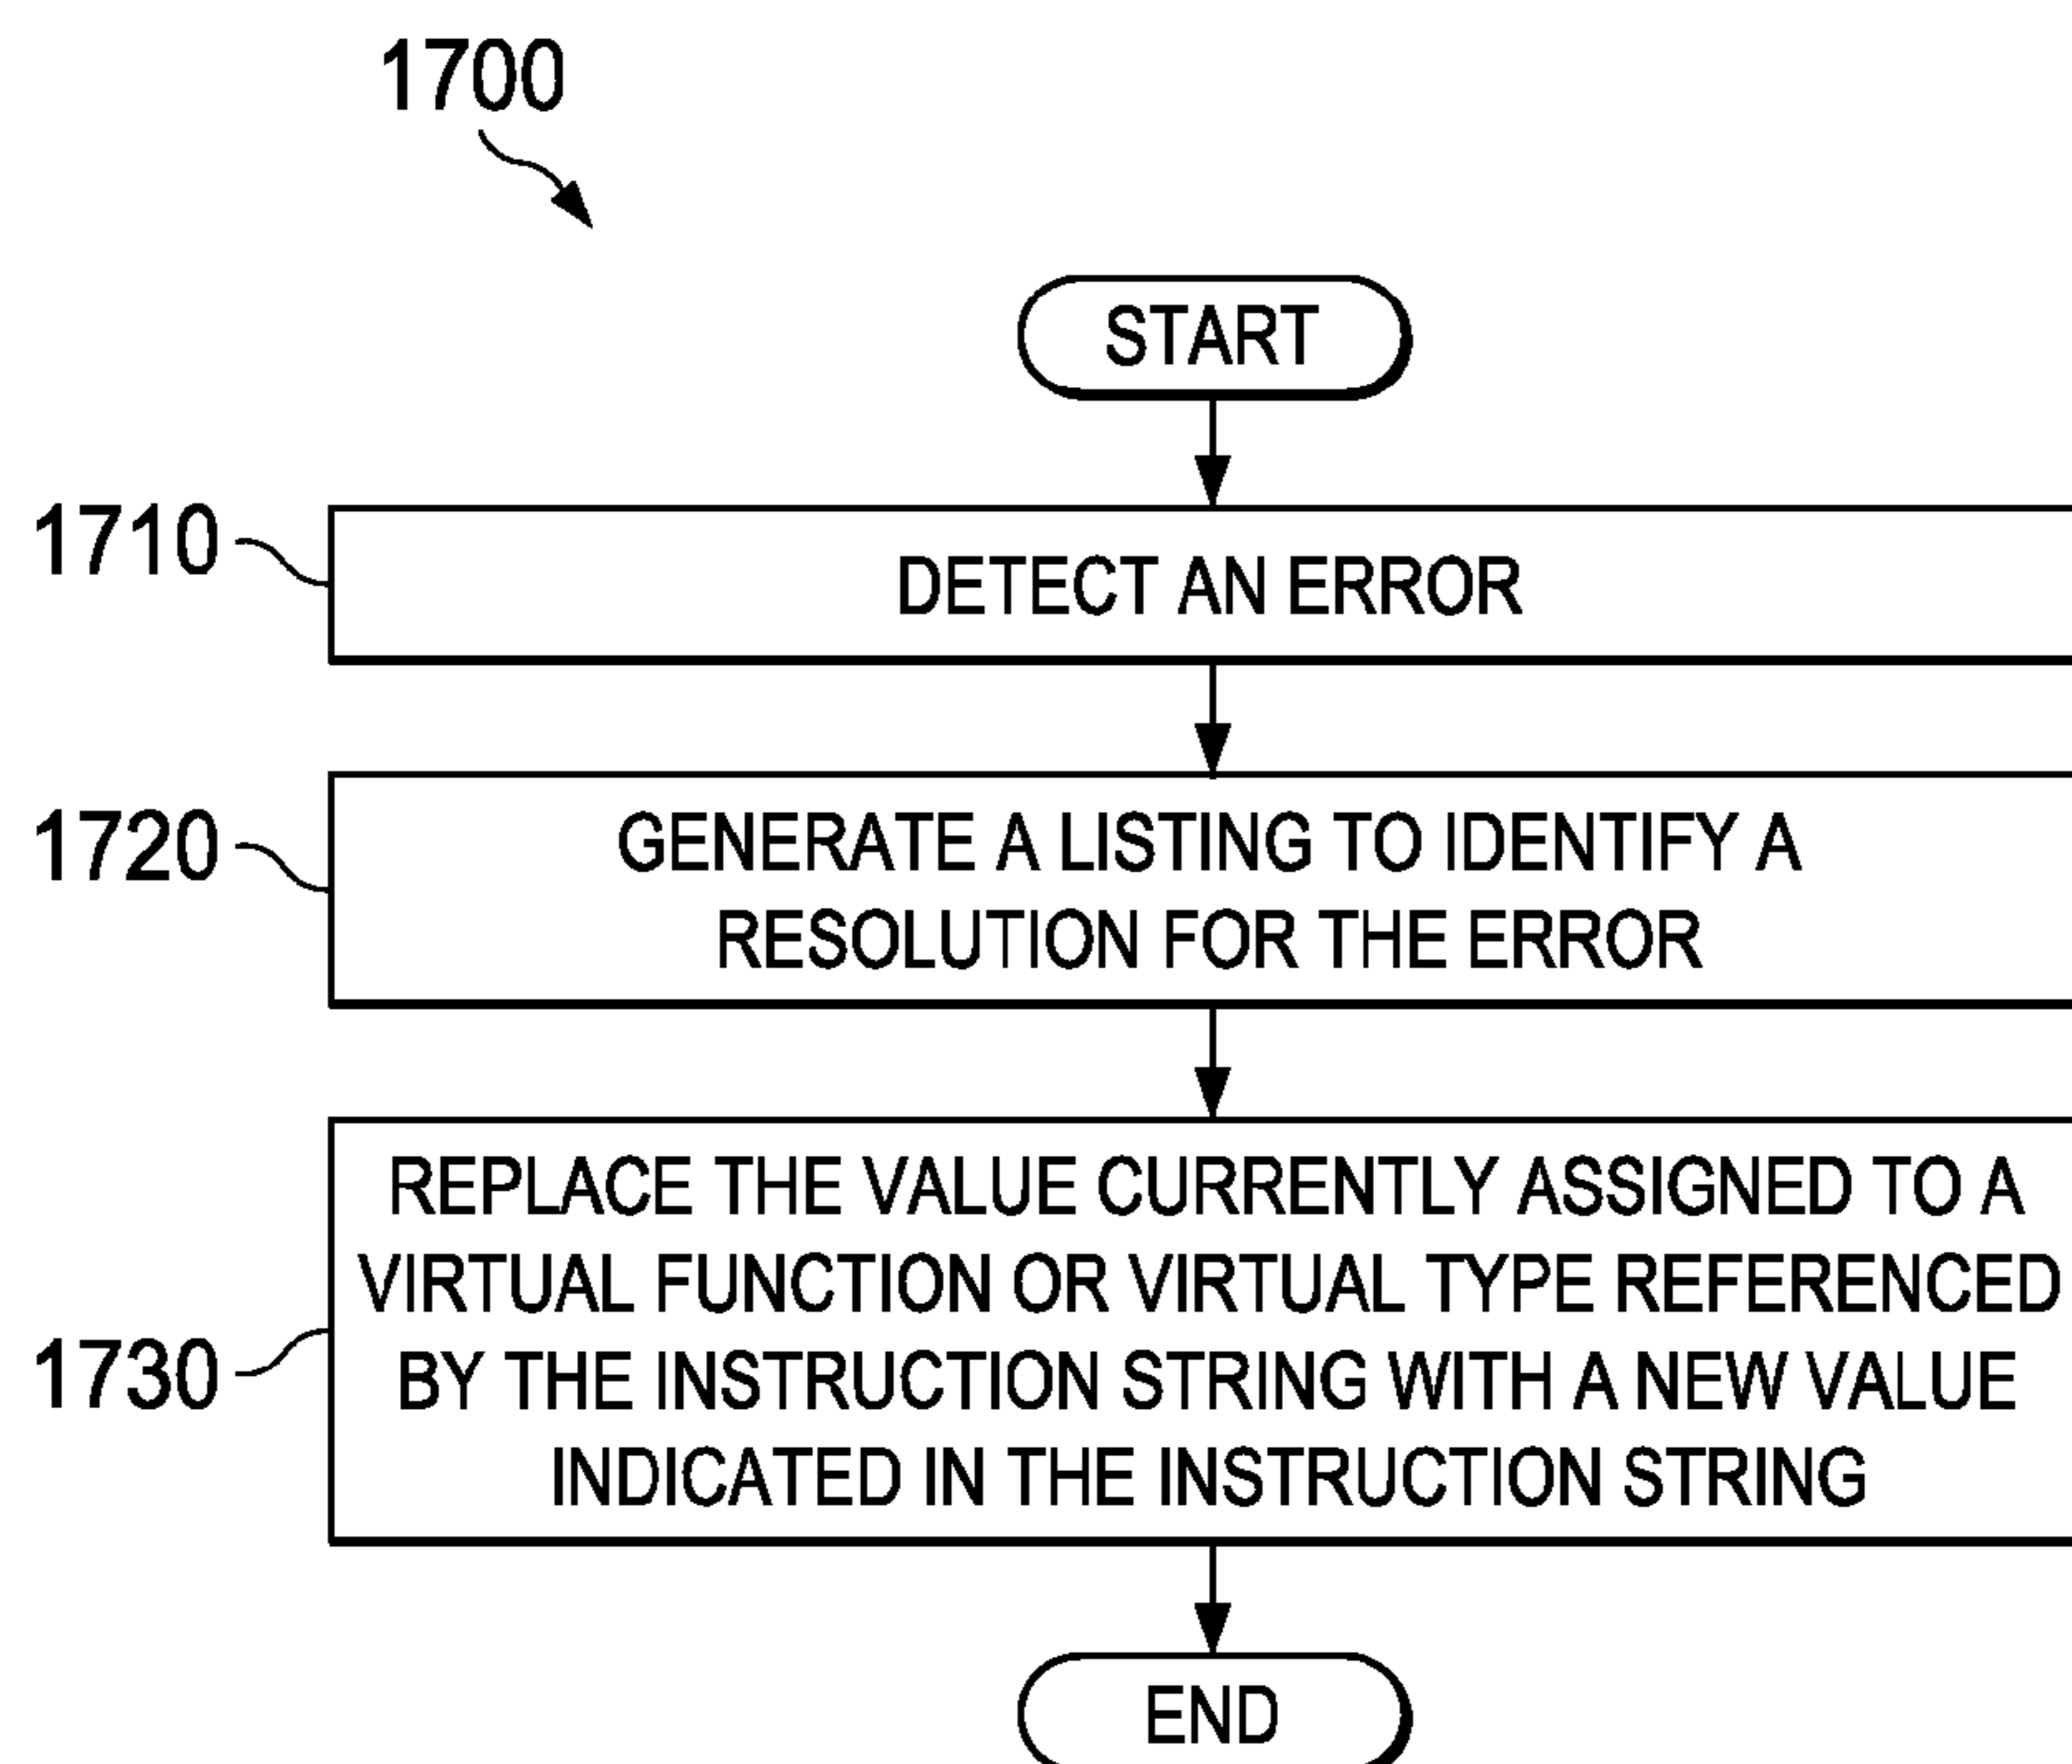 1700
START
1710
DETECT AN ERROR
1720
GENERATE A LISTING TO IDENTIFY A
RESOLUTION FOR THE ERROR
1730
REPLACE THE VALUE CURRENTLY ASSIGNED TO A
VIRTUAL FUNCTION OR VIRTUAL TYPE REFERENCED
BY THE INSTRUCTION STRING WITH A NEW VALUE
INDICATED IN THE INSTRUCTION STRING
END